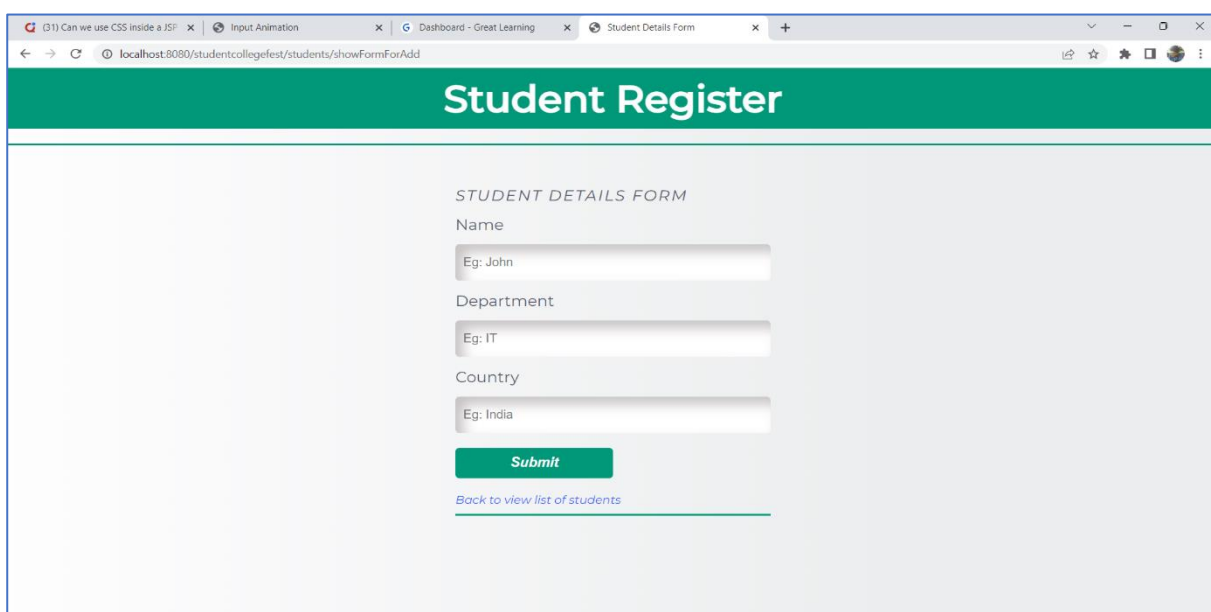 (31) Can we use CSS inside a JSP
Input Animation
Dashboard - Great Learning
Student Details Form
localhost:8080/studentcollegefest/students/showFormForAdd
Student Register
STUDENT DETAILS FORM
Name
Eg: John
Department
Eg: IT
Country
Eg: India
Submit
Back to view list of students